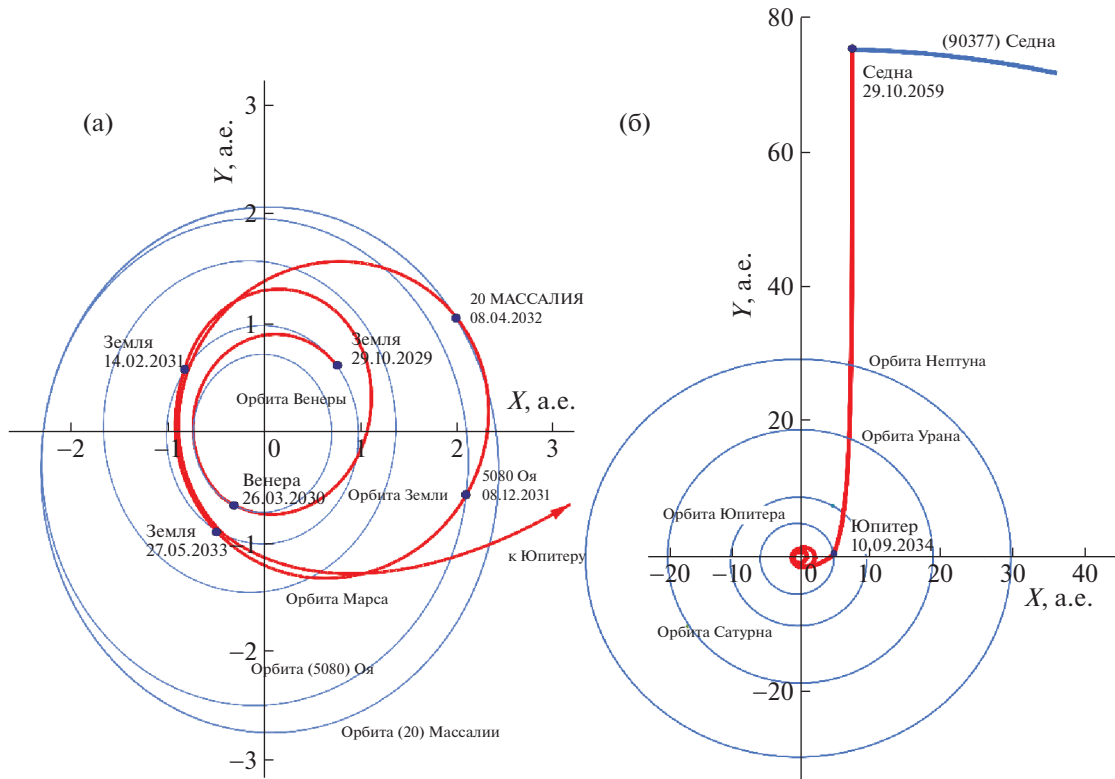 (а)
Y, а.е.
3
2
1
20 МАССАЛИЯ
08.04.2032
Земля
14.02.2031
Земля
29.10.2029
Орбита Венеры
X, а.е.
−2
−1
0
1
2
3
Венера
26.03.2030
Орбита Земли
5080 Оя
08.12.2031
Земля
27.05.2033
−1
к Юпитеру
Орбита Марса
−2
Орбита (5080) Оя
Орбита (20) Массалии
−3
(б)
Y, а.е.
80
(90377) Седна
Седна
29.10.2059
60
40
Орбита Нептуна
20
Орбита Урана
Орбита Юпитера
Юпитер
10.09.2034
−20
−10
0
10
20
30
40
X, а.е.
Орбита Сатурна
−20